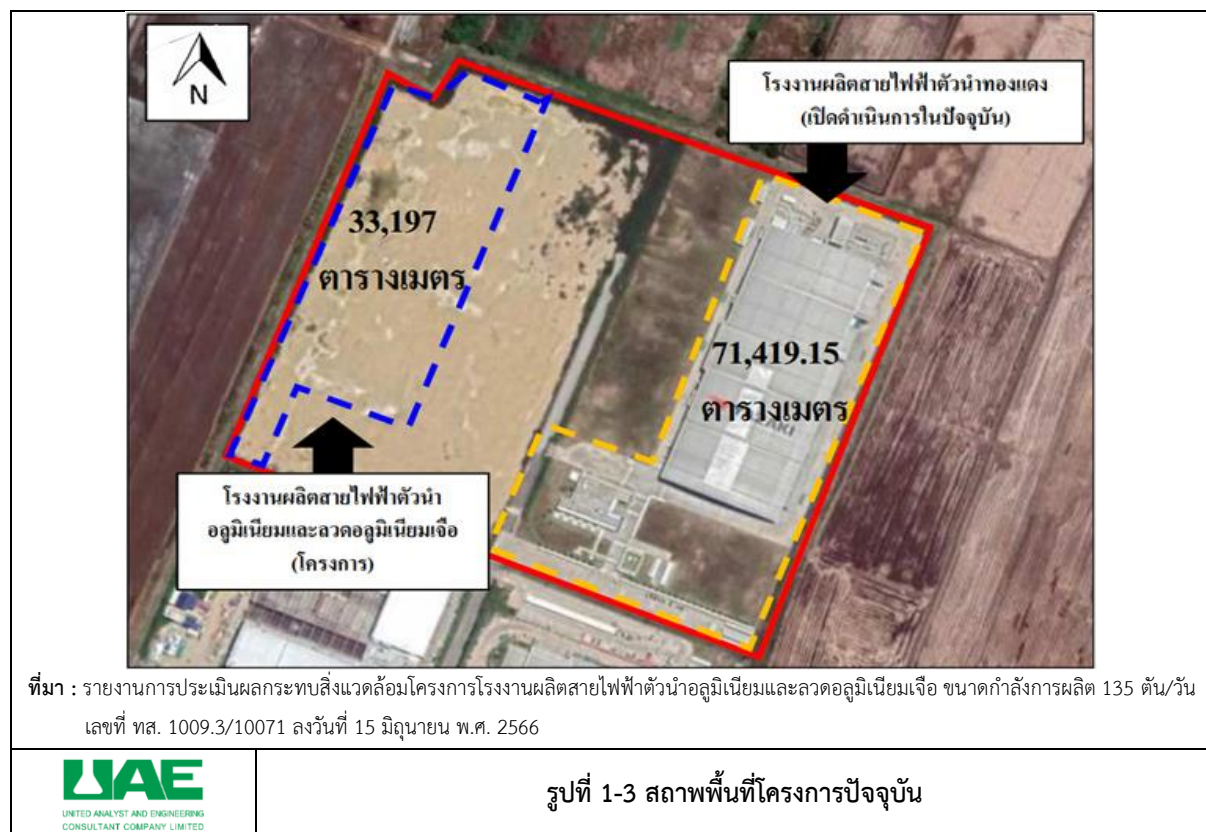 N
โรงงานผลิตสายไฟฟ้าตัวนำทองแดง
(เปิดดำเนินการในปัจจุบัน)
33,197
ตารางเมตร
71,419.15
ตารางเมตร
โรงงานผลิตสายไฟฟ้าตัวนำ
อลูมิเนียมและลวดอลูมิเนียมเจือ
(โครงการ)
ที่มา : รายงานการประเมินผลกระทบสิ่งแวดล้อมโครงการโรงงานผลิตสายไฟฟ้าตัวนำอลูมิเนียมและลวดอลูมิเนียมเจือ ขนาดกำลังการผลิต 135 ตัน/วัน
เลขที่ ทส. 1009.3/10071 ลงวันที่ 15 มิถุนายน พ.ศ. 2566
UAE
UNITED ANALYST AND ENGINEERING
CONSULTANT COMPANY LIMITED
รูปที่ 1-3 สภาพพื้นที่โครงการปัจจุบัน